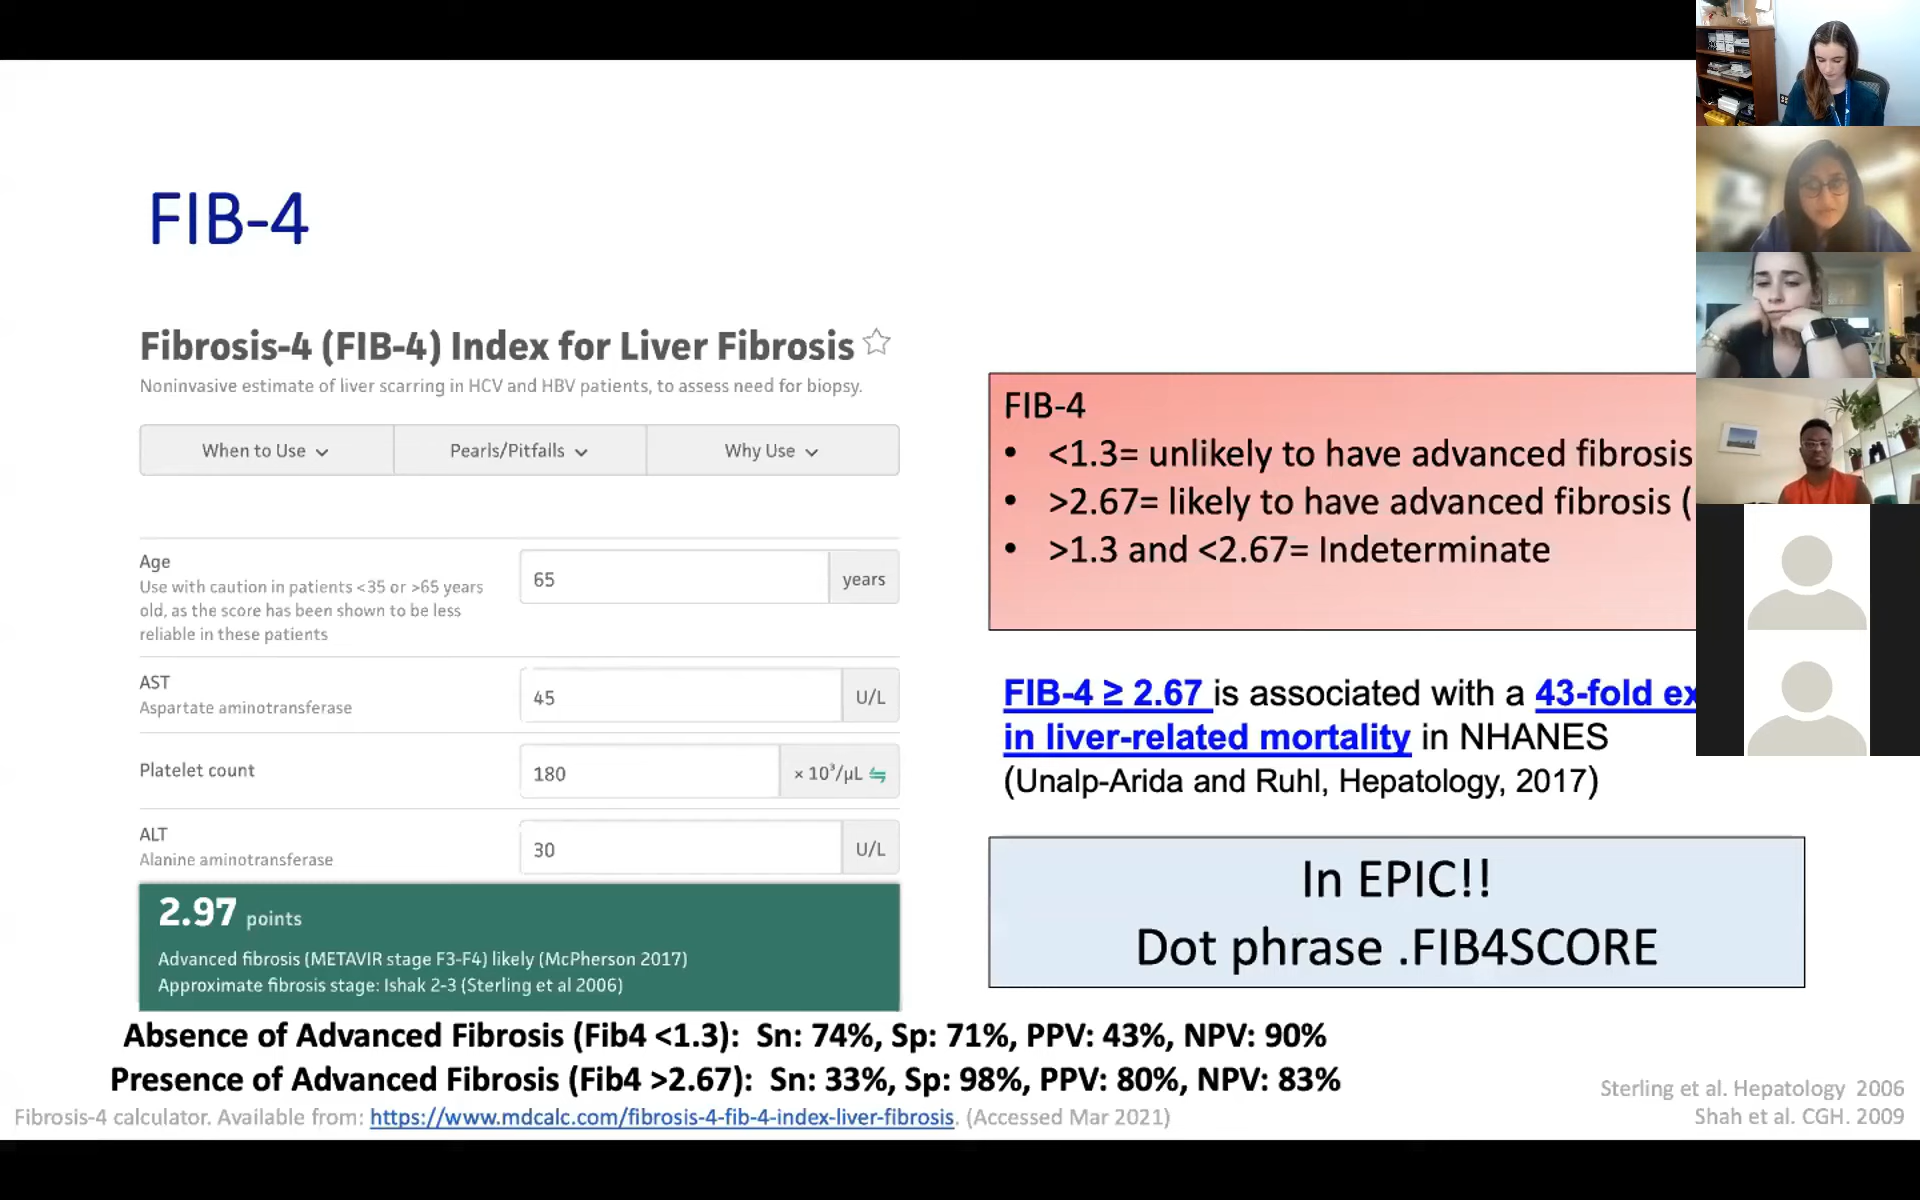 FIB-4
Fibrosis-4 (FIB-4) Index for Liver Fibrosis
Noninvasive estimate of liver scarring in HCV and HBV patients, to assess need for biopsy.
When to Use
Pearls/Pitfalls
Why Use
Age
Use with caution in patients <35 or >65 years
old, as the score has been shown to be less
reliable in these patients
65 years
AST
Aspartate aminotransferase
45 U/L
Platelet count
180 × 10³/μL
ALT
Alanine aminotransferase
30 U/L
2.97 points
Advanced fibrosis (METAVIR stage F3-F4) likely (McPherson 2017)
Approximate fibrosis stage: Ishak 2-3 (Sterling et al 2006)
FIB-4
• <1.3= unlikely to have advanced fibrosis
• >2.67= likely to have advanced fibrosis (
• >1.3 and <2.67= Indeterminate
FIB-4 ≥ 2.67 is associated with a 43-fold ex
in liver-related mortality in NHANES
(Unalp-Arida and Ruhl, Hepatology, 2017)
In EPIC!!
Dot phrase .FIB4SCORE
Absence of Advanced Fibrosis (Fib4 <1.3): Sn: 74%, Sp: 71%, PPV: 43%, NPV: 90%
Presence of Advanced Fibrosis (Fib4 >2.67): Sn: 33%, Sp: 98%, PPV: 80%, NPV: 83%
Fibrosis-4 calculator. Available from: https://www.mdcalc.com/fibrosis-4-fib-4-index-liver-fibrosis. (Accessed Mar 2021)
Sterling et al. Hepatology 2006
Shah et al. CGH. 2009